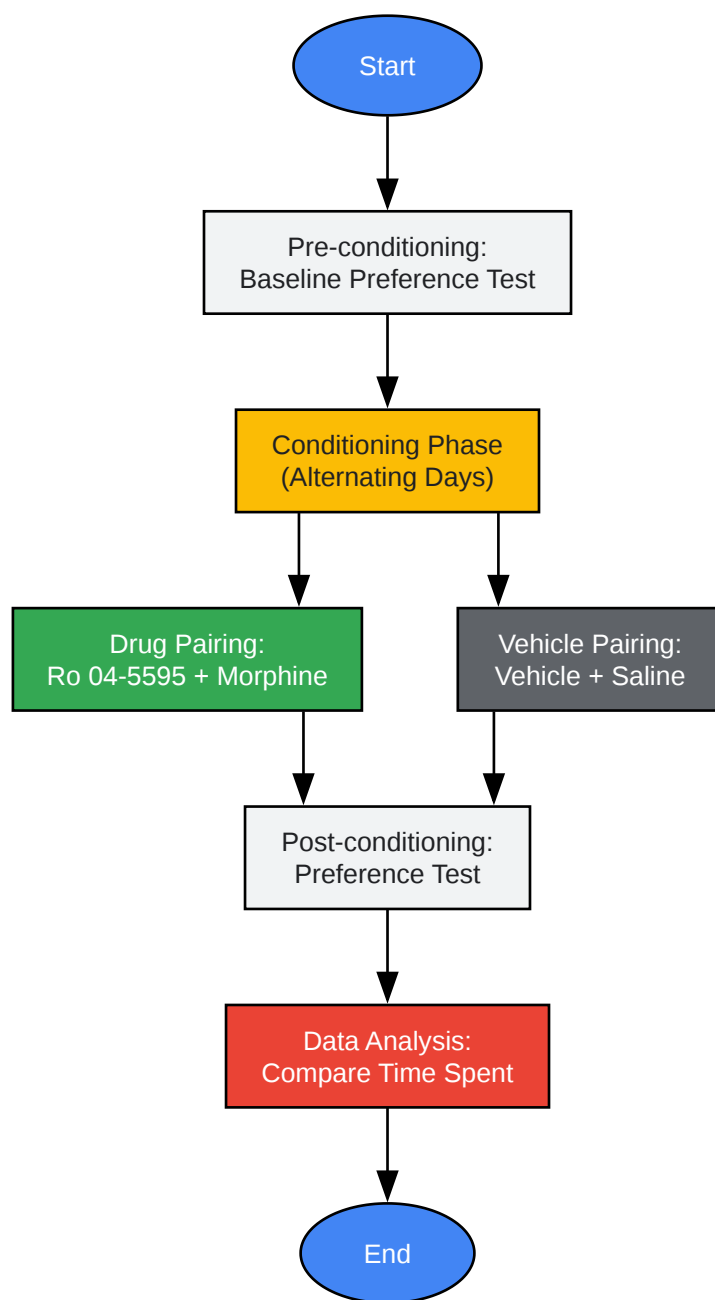 Start
Pre-conditioning:
Baseline Preference Test
Conditioning Phase
(Alternating Days)
Drug Pairing:
Ro 04-5595 + Morphine
Vehicle Pairing:
Vehicle + Saline
Post-conditioning:
Preference Test
Data Analysis:
Compare Time Spent
End